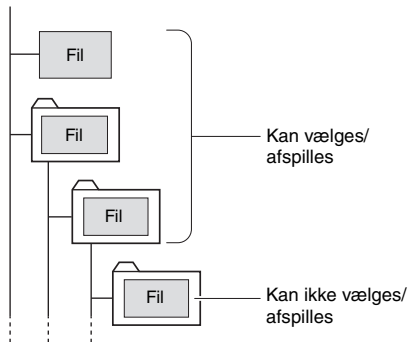 Fil
Fil
Kan vælges/
afspilles
Fil
Fil
Kan ikke vælges/
afspilles